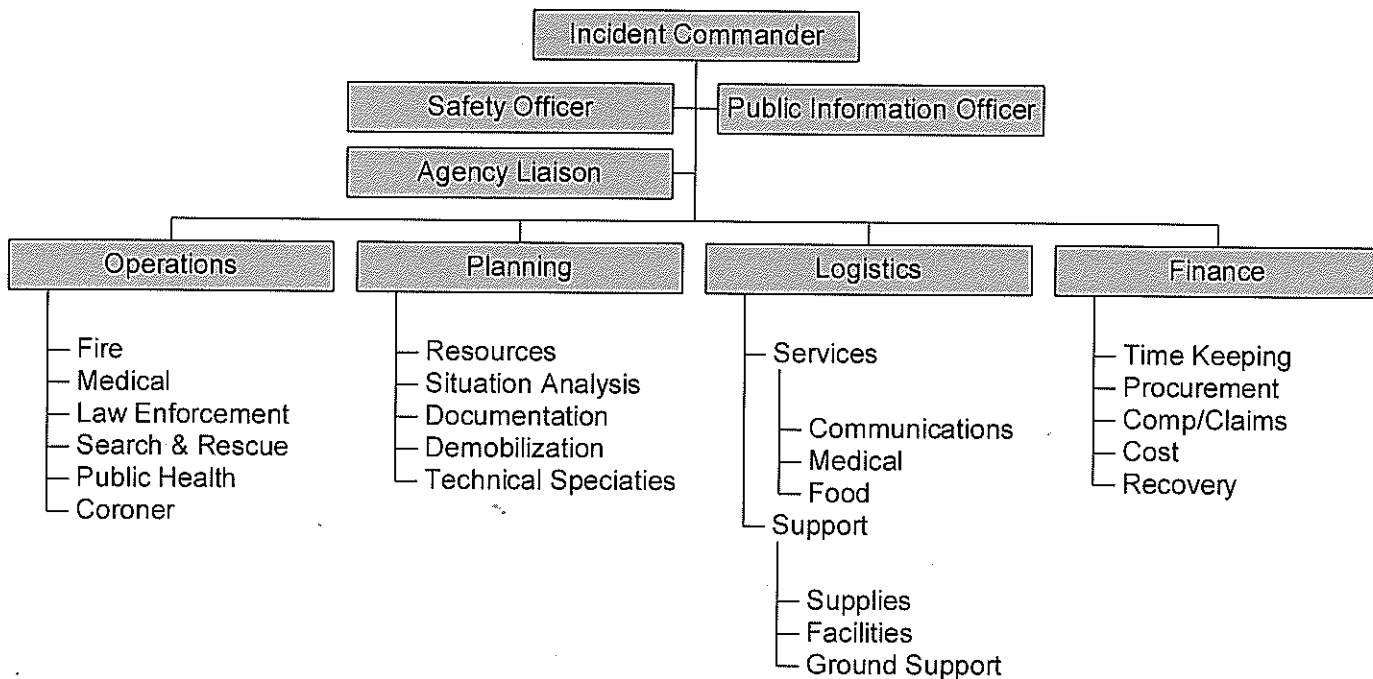 Incident Commander
Safety Officer
Public Information Officer
Agency Liaison
Operations
Planning
Logistics
Finance
Fire
Medical
Law Enforcement
Search & Rescue
Public Health
Coroner
Resources
Situation Analysis
Documentation
Demobilization
Technical Speciaties
Services
Communications
Medical
Food
Support
Supplies
Facilities
Ground Support
Time Keeping
Procurement
Comp/Claims
Cost
Recovery